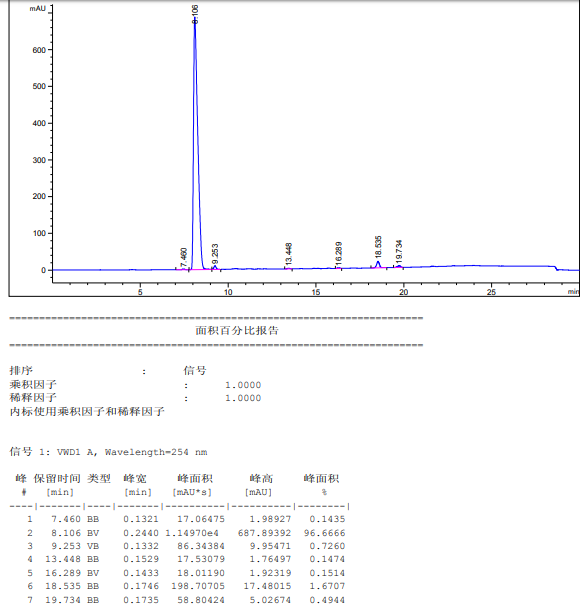 mAU
8.106
600
500
400
300
200
100
0
7.460
9.253
13.448
16.289
18.535
19.734
5 10 15 20 25 min
==================================================================
面积百分比报告
==================================================================
排序 : 信号
乘积因子 : 1.0000
稀释因子 : 1.0000
内标使用乘积因子和稀释因子
信号 1: VWD1 A, Wavelength=254 nm
峰 保留时间 类型 峰宽 峰面积 峰高 峰面积
# [min] [min] [mAU*s] [mAU] %
----|-------|----|-------|----------|----------|--------|
1 7.460 BB 0.1321 17.06475 1.98927 0.1435
2 8.106 BV 0.2440 1.14970e4 687.89392 96.6666
3 9.253 VB 0.1332 86.34384 9.95471 0.7260
4 13.448 BB 0.1529 17.53079 1.76497 0.1474
5 16.289 BV 0.1433 18.01190 1.92319 0.1514
6 18.535 BB 0.1746 198.70705 17.48015 1.6707
7 19.734 BB 0.1735 58.80424 5.02674 0.4944